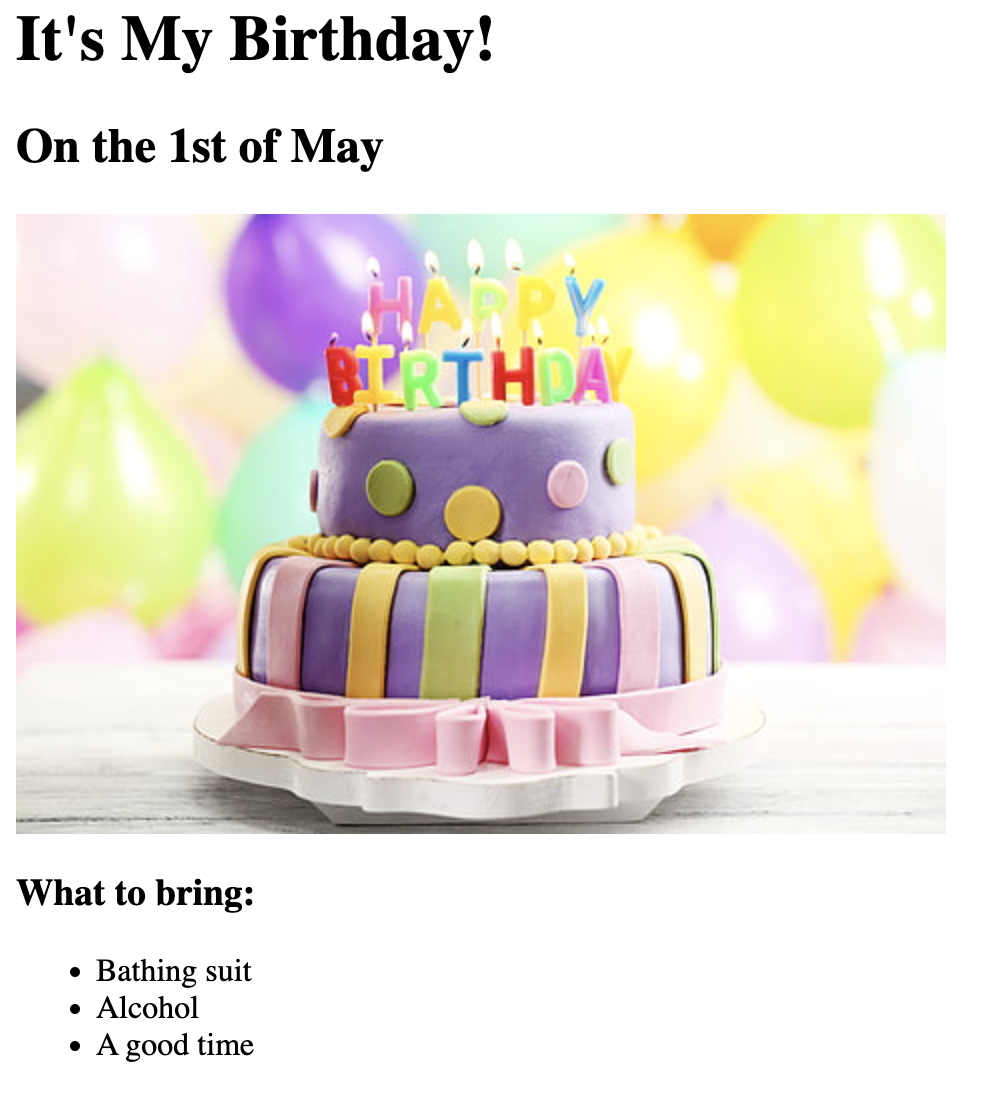 It's My Birthday!
On the 1st of May
HAPPY
BIRTHDAY
What to bring:
Bathing suit
Alcohol
A good time